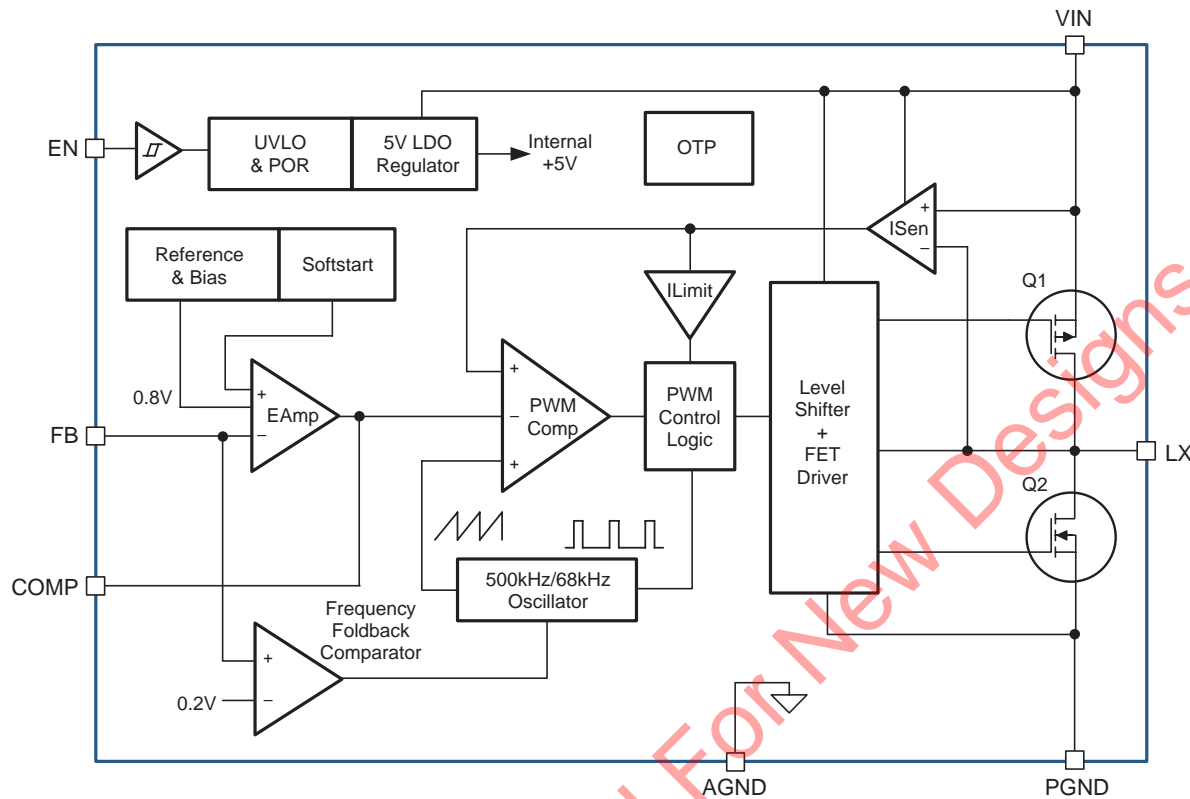 VIN
EN
UVLO
& POR
5V LDO
Regulator
Internal
+5V
OTP
Reference
& Bias
Softstart
ISen
+
−
ILimit
Q1
0.8V
+
−
EAmp
+
−
+
PWM
Comp
PWM
Control
Logic
Level
Shifter
+
FET
Driver
FB
LX
Q2
COMP
500kHz/68kHz
Oscillator
Frequency
Foldback
Comparator
+
−
0.2V
AGND
PGND
For New Designs